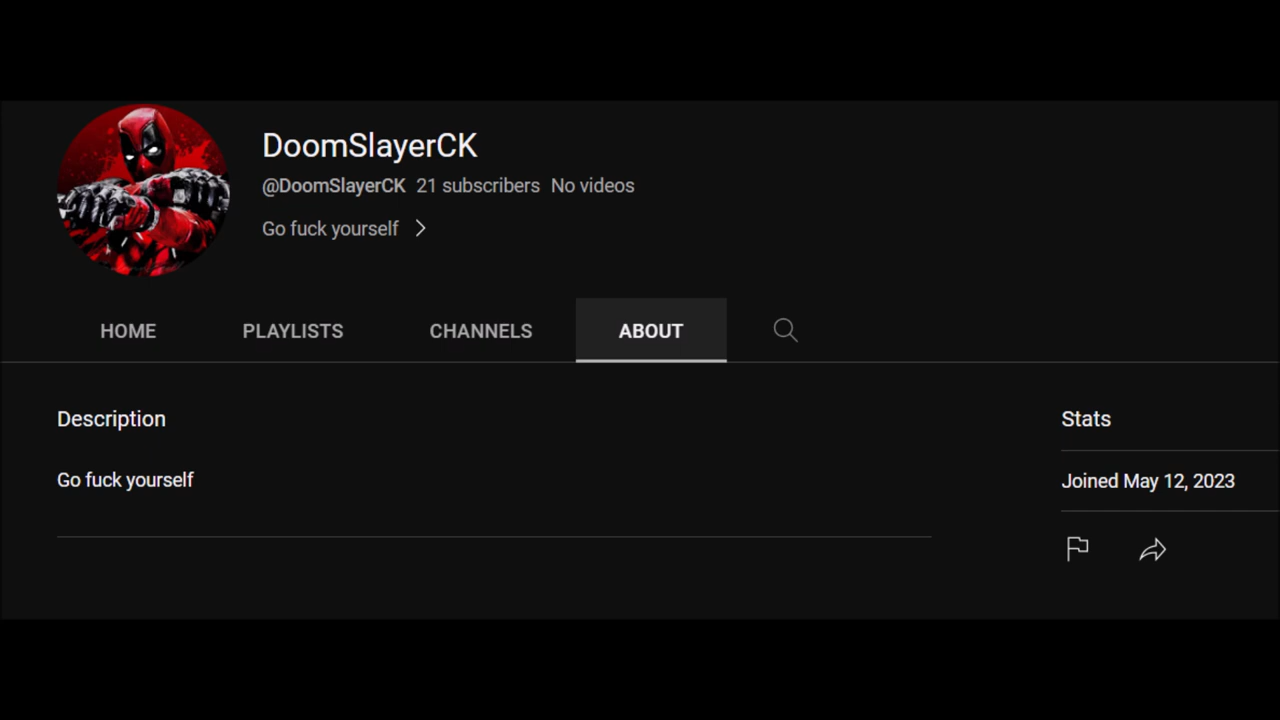 DoomSlayerCK
@DoomSlayerCK 21 subscribers No videos
Go fuck yourself
HOME PLAYLISTS CHANNELS ABOUT
Description Stats
Go fuck yourself Joined May 12, 2023